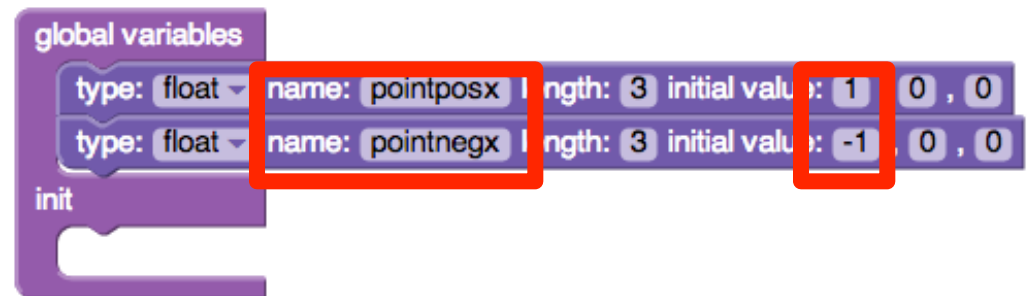 global variables
type: float name: pointposx length: 3 initial value: 1 , 0 , 0
type: float name: pointnegx length: 3 initial value: -1 , 0 , 0
init